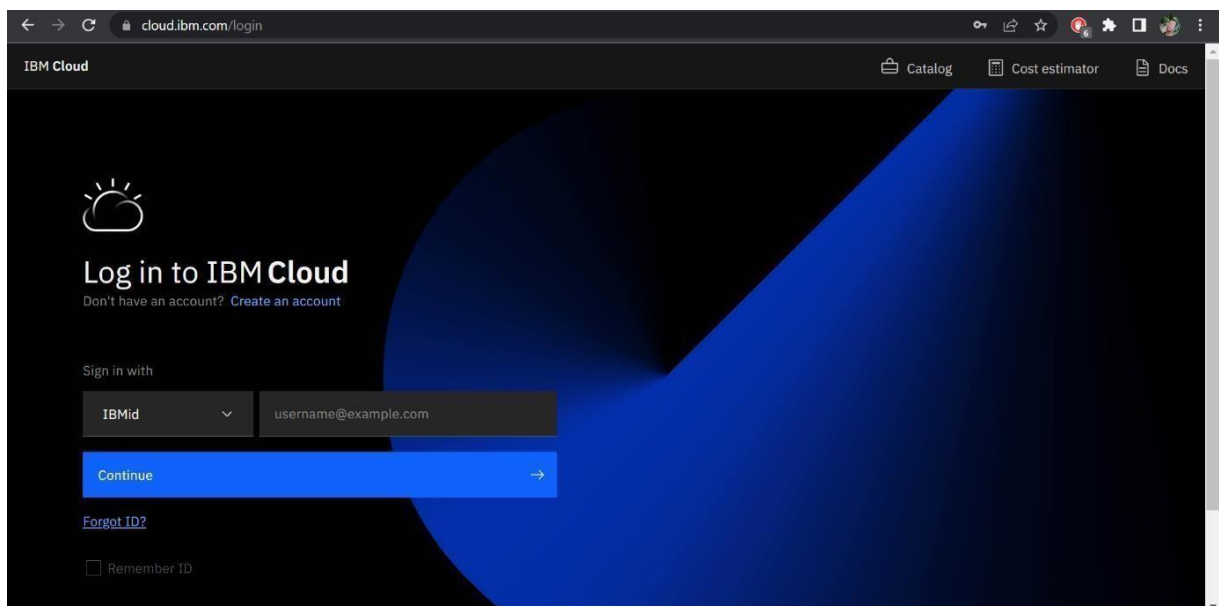 cloud.ibm.com/login
6
IBM Cloud
Catalog
Cost estimator
Docs
Log in to IBM Cloud
Don't have an account? Create an account
Sign in with
IBMid
username@example.com
Continue
Forgot ID?
Remember ID